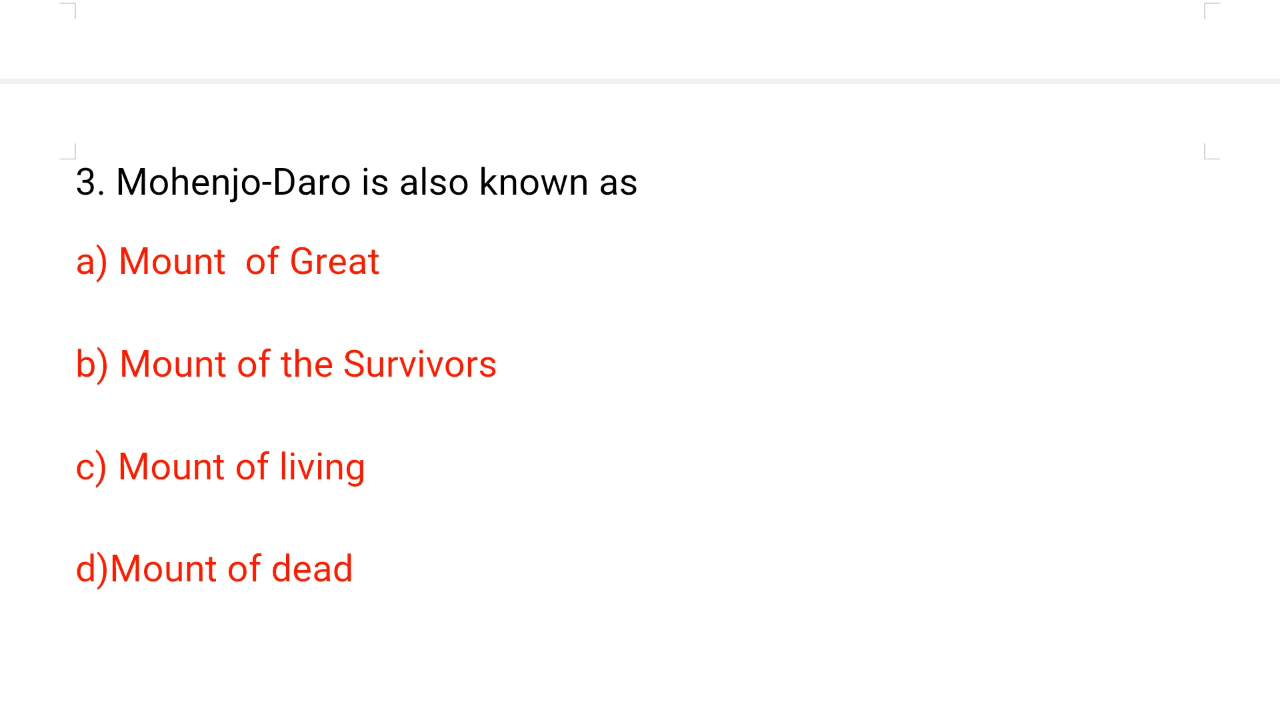 3. Mohenjo-Daro is also known as
a) Mount  of Great
b) Mount of the Survivors
c) Mount of living
d)Mount of dead